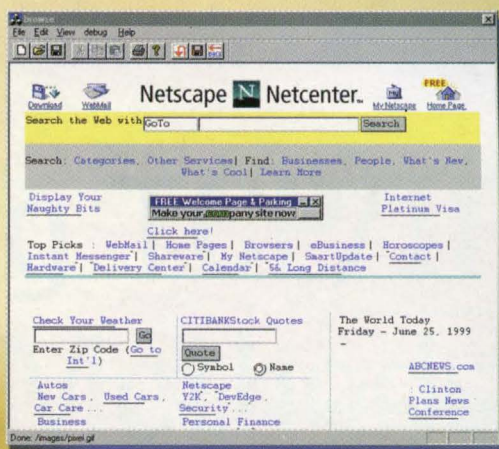 browse
File Edit View debug Help
Netscape N Netcenter™
Download WebMail
FREE
My Netscape Home Page
Search the Web with GoTo Search
Search: Categories, Other Services| Find: Businesses, People, What's New,
What's Cool| Learn More
Display Your
Naughty Bits
FREE Welcome Page & Parking
Make your company site now
Click here!
Internet
Platinum Visa
Top Picks : WebMail| Home Pages| Browsers| eBusiness| Horoscopes|
Instant Messenger| Shareware| My Netscape| SmartUpdate| Contact|
Hardware| Delivery Center| Calendar| 5¢ Long Distance
Check Your Weather
Go
Enter Zip Code (Go to
Int'l)
CITIBANKStock Quotes
Quote
Symbol Name
The World Today
Friday - June 25, 1999
-
ABCNEWS.com
: Clinton
Plans News
Conference
Autos
New Cars, Used Cars,
Car Care ...
Business
Netscape
Y2K, DevEdge,
Security ...
Personal Finance
Done: /images/pixel.gif